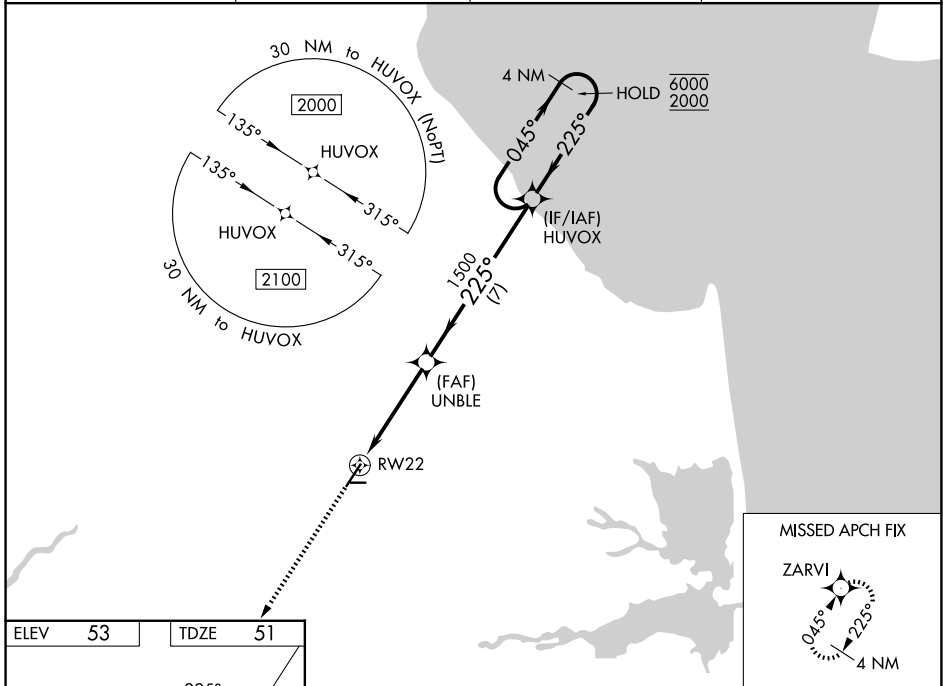 30 NM to HUVOX (NoPT)
2000
135°
HUVOX
315°
135°
HUVOX
315°
2100
30 NM to HUVOX
4 NM
HOLD
6000
2000
045°
225°
(IF/IAF)
HUVOX
1500
225°
(7)
(FAF)
UNBLE
RW22
MISSED APCH FIX
ZARVI
045°
225°
4 NM
ELEV 53
TDZE 51